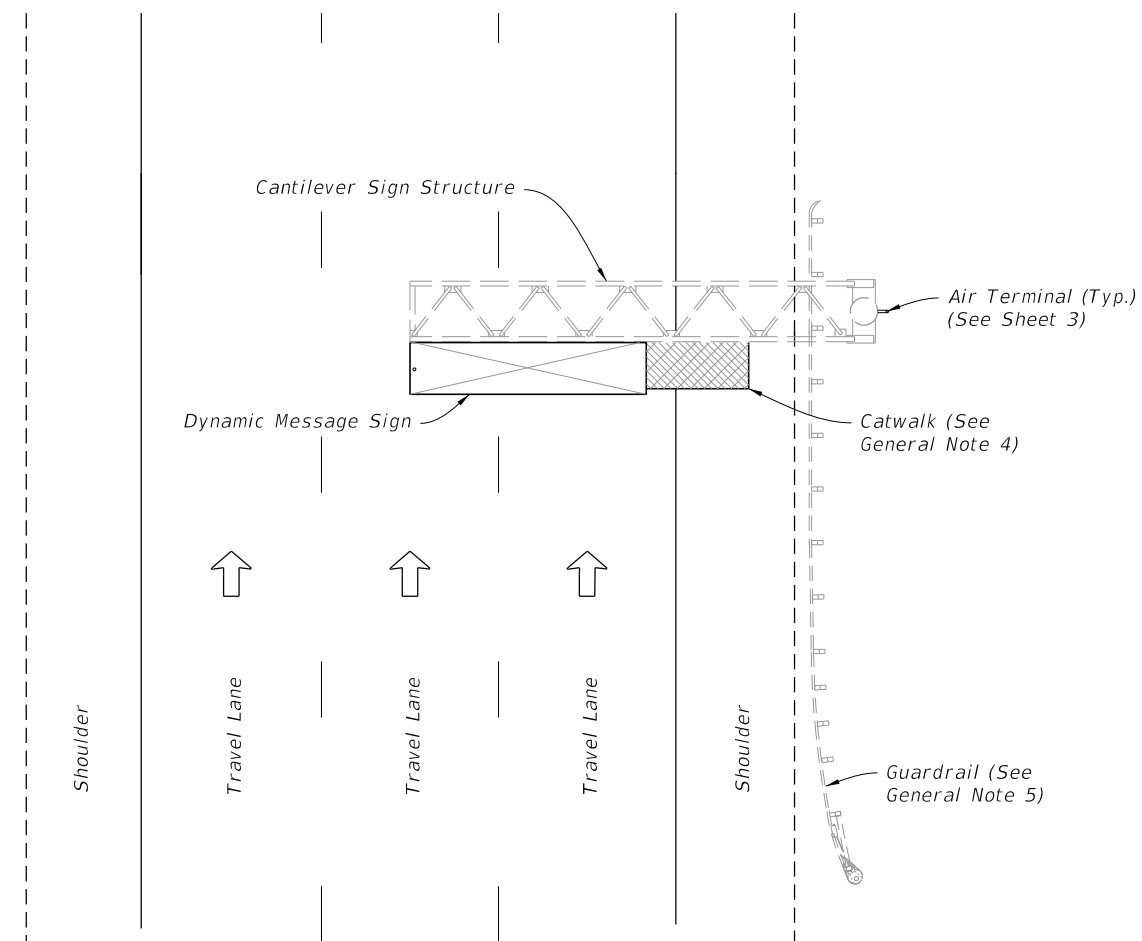 Cantilever Sign Structure
Air Terminal (Typ.)
(See Sheet 3)
Dynamic Message Sign
Catwalk (See
General Note 4)
Shoulder
Travel Lane
Travel Lane
Travel Lane
Shoulder
Guardrail (See
General Note 5)